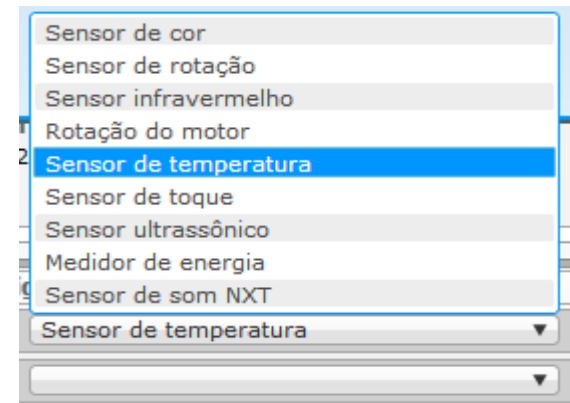 Sensor de cor
Sensor de rotação
Sensor infravermelho
Rotação do motor
Sensor de temperatura
Sensor de toque
Sensor ultrassônico
Medidor de energia
Sensor de som NXT
Sensor de temperatura